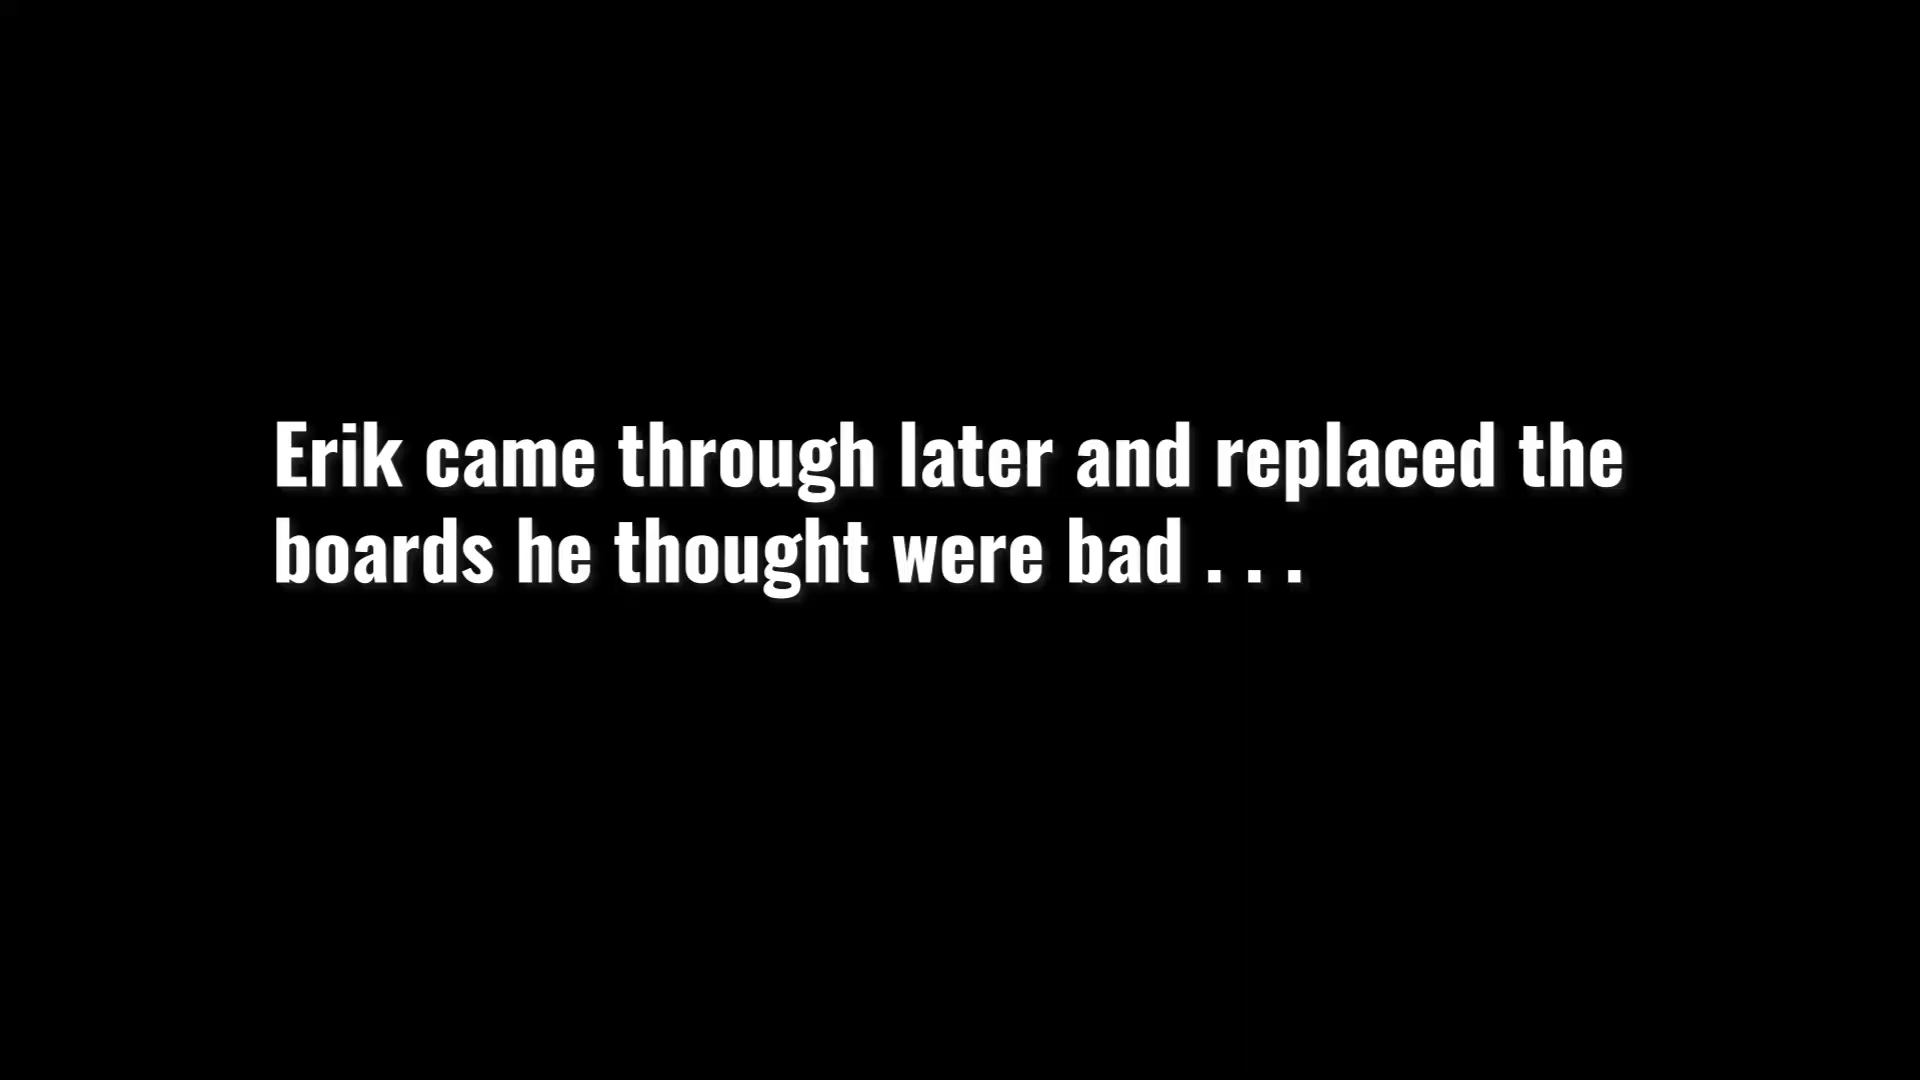 Erik came through later and replaced the
boards he thought were bad . . .